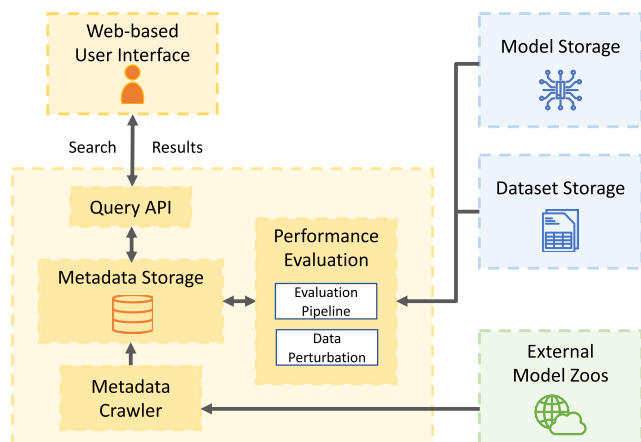 Web-based
User Interface
Search
Results
Query API
Metadata Storage
Performance
Evaluation
Evaluation
Pipeline
Data
Perturbation
Metadata
Crawler
Model Storage
Dataset Storage
External
Model Zoos